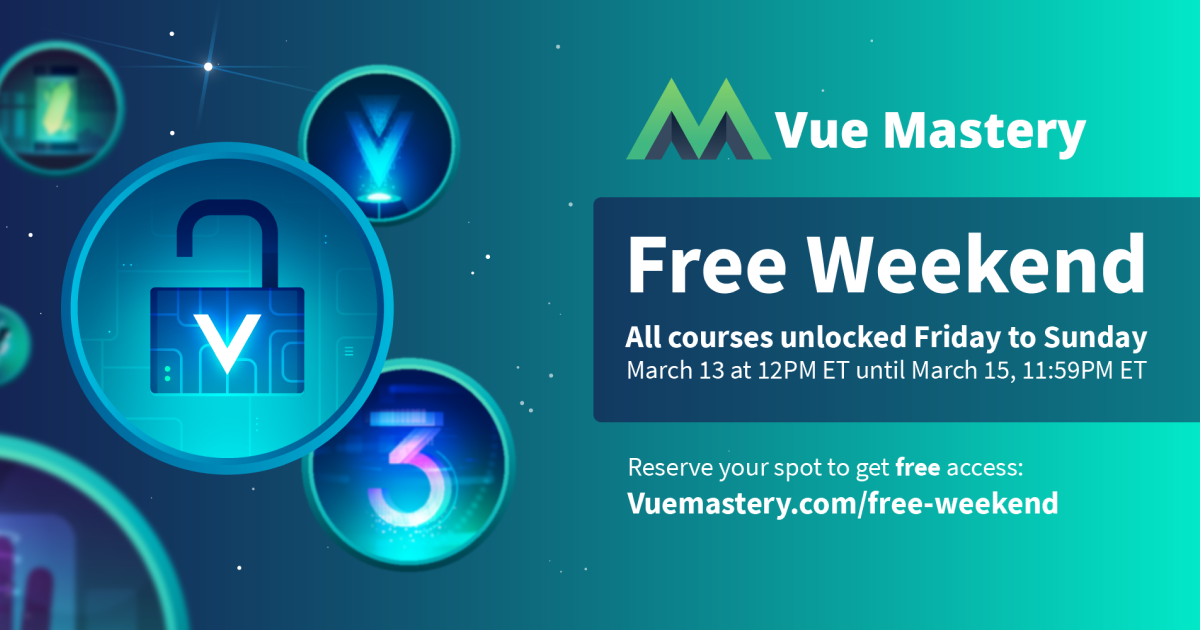 Vue Mastery
Free Weekend
All courses unlocked Friday to Sunday
March 13 at 12PM ET until March 15, 11:59PM ET
Reserve your spot to get free access:
Vuemastery.com/free-weekend
V
3